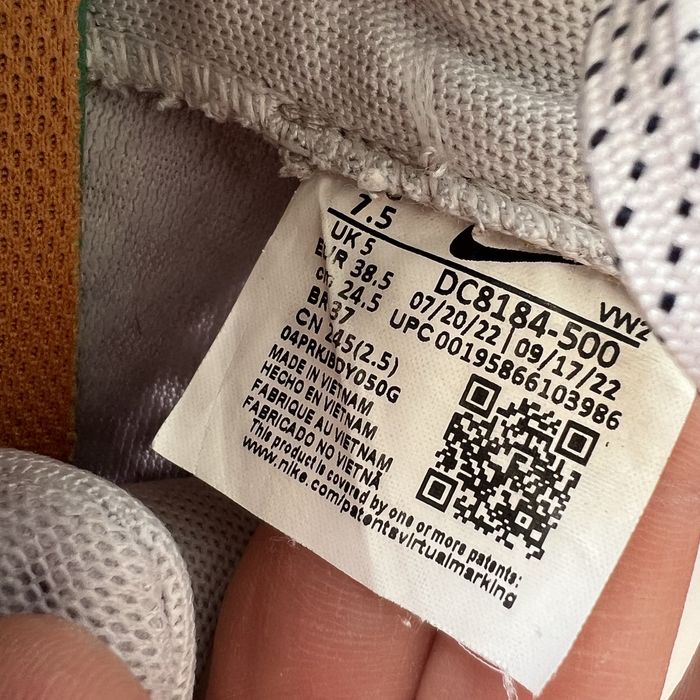 7.5
UK 5
EUR 38.5
cm 24.5
BR 37
CN 245(2.5)
VW2
DC8184-500
07/20/22 | 09/17/22
UPC 00195866103986
MADE IN VIETNAM
HECHO EN VIETNAM
FABRIQUE AU VIETNAM
FABRICADO NO VIETNÃ
This product is covered by one or more patents:
www.nike.com/patentsvirtualmarking